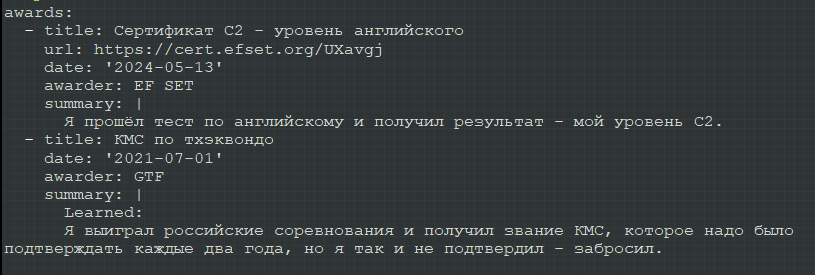 awards:
  - title: Сертификат C2 - уровень английского
    url: https://cert.efset.org/UXavgj
    date: '2024-05-13'
    awarder: EF SET
    summary: |
      Я прошёл тест по английскому и получил результат - мой уровень C2.
  - title: КМС по тхэквондо
    date: '2021-07-01'
    awarder: GTF
    summary: |
      Learned:
      Я выиграл российские соревнования и получил звание КМС, которое надо было
подтверждать каждые два года, но я так и не подтвердил - забросил.